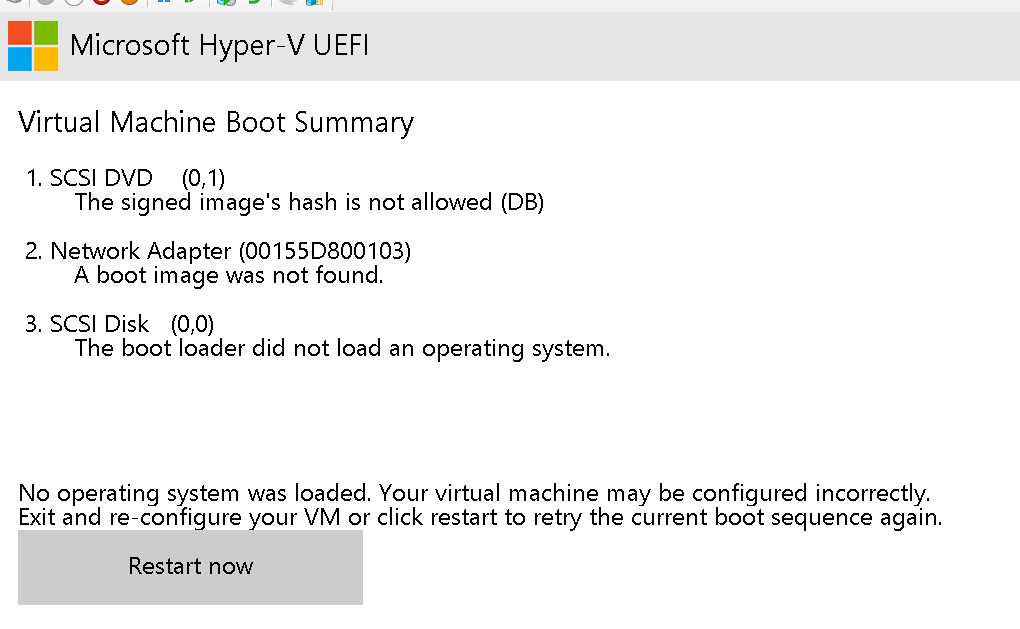 Microsoft Hyper-V UEFI
Virtual Machine Boot Summary
1. SCSI DVD (0,1)
The signed image's hash is not allowed (DB)
2. Network Adapter (00155D800103)
A boot image was not found.
3. SCSI Disk (0,0)
The boot loader did not load an operating system.
No operating system was loaded. Your virtual machine may be configured incorrectly.
Exit and re-configure your VM or click restart to retry the current boot sequence again.
Restart now